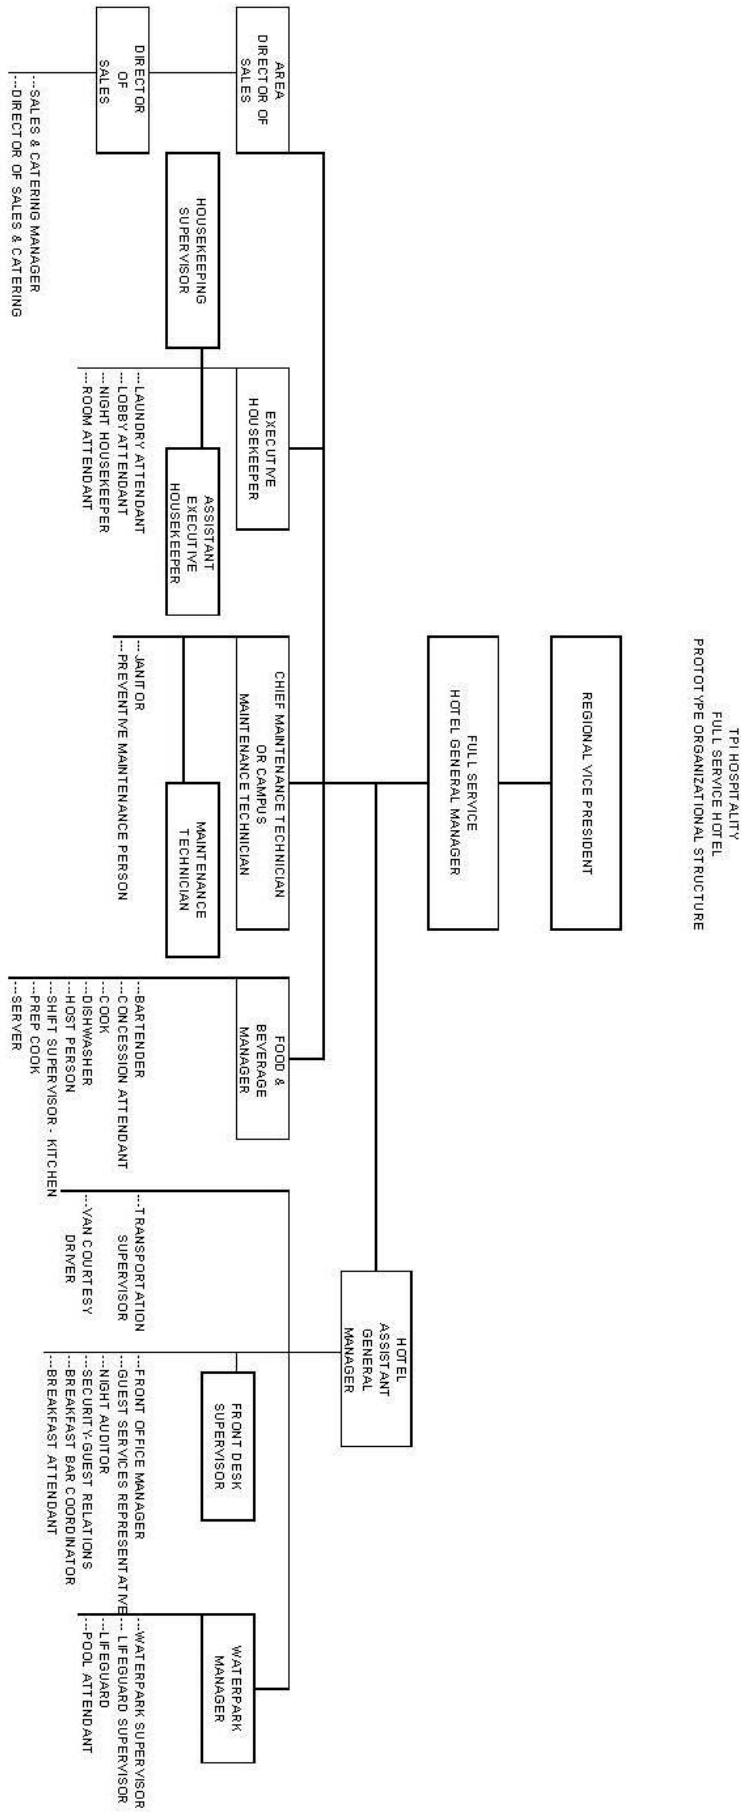 TPI HOSPITALITY
FULL SERVICE HOTEL
PROTOTYPE ORGANIZATIONAL STRUCTURE
REGIONAL VICE PRESIDENT
FULL SERVICE
HOTEL GENERAL MANAGER
HOTEL
ASSISTANT
GENERAL
MANAGER
AREA
DIRECTOR OF
SALES
DIRECTOR
OF
SALES
---SALES & CATERING MANAGER
---DIRECTOR OF SALES & CATERING
EXECUTIVE
HOUSEKEEPER
HOUSEKEEPING
SUPERVISOR
ASSISTANT
EXECUTIVE
HOUSEKEEPER
---LAUNDRY ATTENDANT
---LOBBY ATTENDANT
---NIGHT HOUSEKEEPER
---ROOM ATTENDANT
CHIEF MAINTENANCE TECHNICIAN
OR CAMPUS
MAINTENANCE TECHNICIAN
MAINTENANCE
TECHNICIAN
---JANITOR
---PREVENTIVE MAINTENANCE PERSON
FOOD &
BEVERAGE
MANAGER
---BARTENDER
---CONCESSION ATTENDANT
---COOK
---DISHWASHER
---HOST PERSON
---SHIFT SUPERVISOR - KITCHEN
---PREP COOK
---SERVER
---TRANSPORTATION
SUPERVISOR
---VAN COURTESY
DRIVER
FRONT DESK
SUPERVISOR
---FRONT OFFICE MANAGER
---GUEST SERVICES REPRESENTATIVE
---NIGHT AUDITOR
---SECURITY-GUEST RELATIONS
---BREAKFAST BAR COORDINATOR
---BREAKFAST ATTENDANT
WATERPARK
MANAGER
---WATERPARK SUPERVISOR
---LIFEGUARD SUPERVISOR
---LIFEGUARD
---POOL ATTENDANT